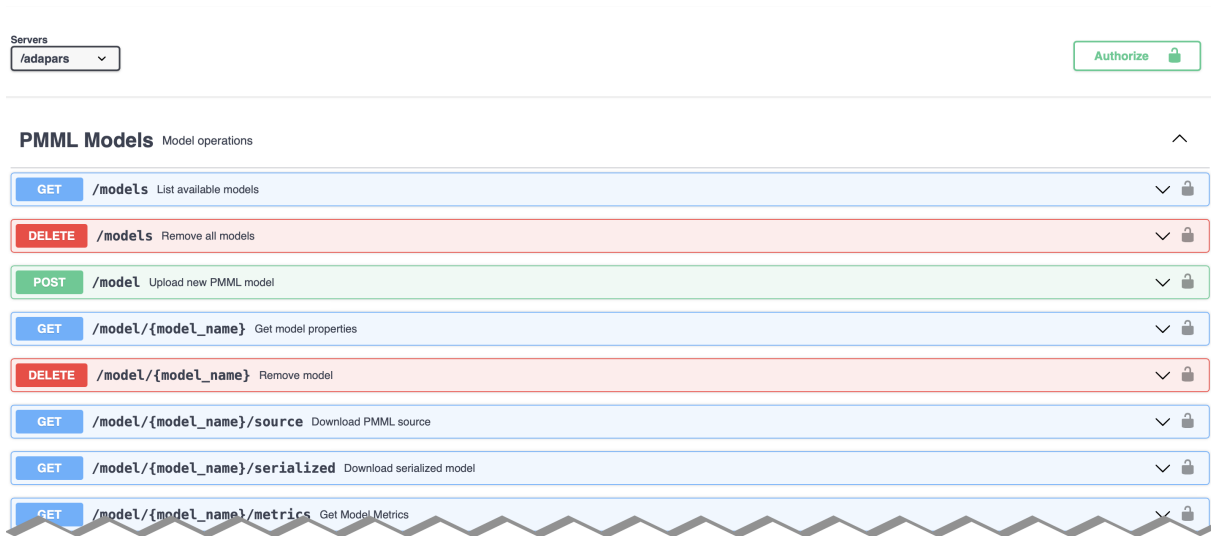 Servers
/adapars
Authorize
PMML Models Model operations
GET /models List available models
DELETE /models Remove all models
POST /model Upload new PMML model
GET /model/{model_name} Get model properties
DELETE /model/{model_name} Remove model
GET /model/{model_name}/source Download PMML source
GET /model/{model_name}/serialized Download serialized model
GET /model/{model_name}/metrics Get Model Metrics